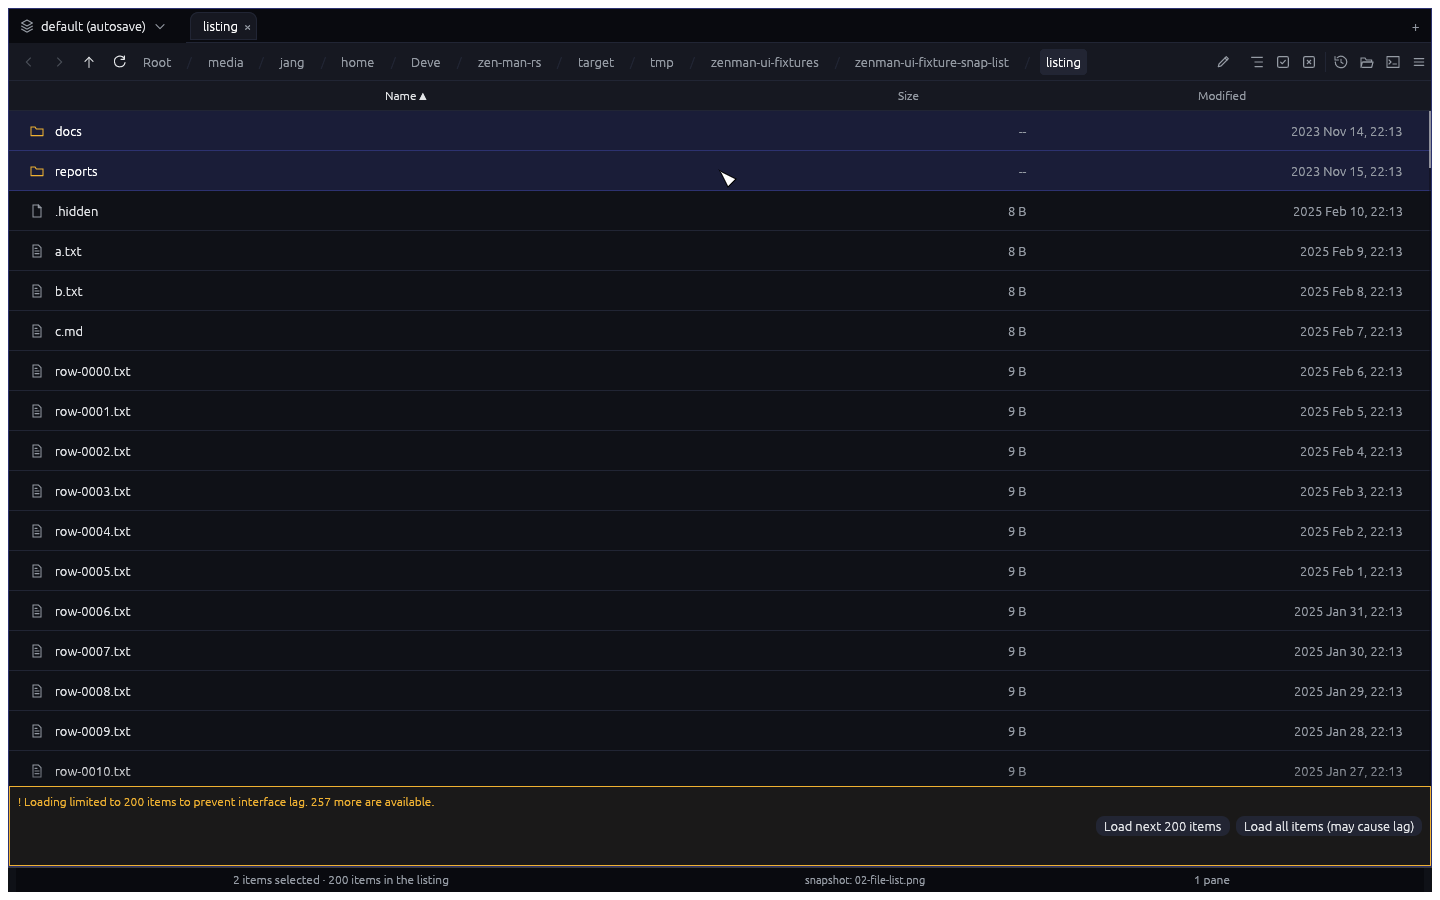 default (autosave) listing × +
Root / media / jang / home / Deve / zen-man-rs / target / tmp / zenman-ui-fixtures / zenman-ui-fixture-snap-list / listing
Name ▲ Size Modified
docs -- 2023 Nov 14, 22:13
reports -- 2023 Nov 15, 22:13
.hidden 8 B 2025 Feb 10, 22:13
a.txt 8 B 2025 Feb 9, 22:13
b.txt 8 B 2025 Feb 8, 22:13
c.md 8 B 2025 Feb 7, 22:13
row-0000.txt 9 B 2025 Feb 6, 22:13
row-0001.txt 9 B 2025 Feb 5, 22:13
row-0002.txt 9 B 2025 Feb 4, 22:13
row-0003.txt 9 B 2025 Feb 3, 22:13
row-0004.txt 9 B 2025 Feb 2, 22:13
row-0005.txt 9 B 2025 Feb 1, 22:13
row-0006.txt 9 B 2025 Jan 31, 22:13
row-0007.txt 9 B 2025 Jan 30, 22:13
row-0008.txt 9 B 2025 Jan 29, 22:13
row-0009.txt 9 B 2025 Jan 28, 22:13
row-0010.txt 9 B 2025 Jan 27, 22:13
! Loading limited to 200 items to prevent interface lag. 257 more are available.
Load next 200 items Load all items (may cause lag)
2 items selected · 200 items in the listing snapshot: 02-file-list.png 1 pane